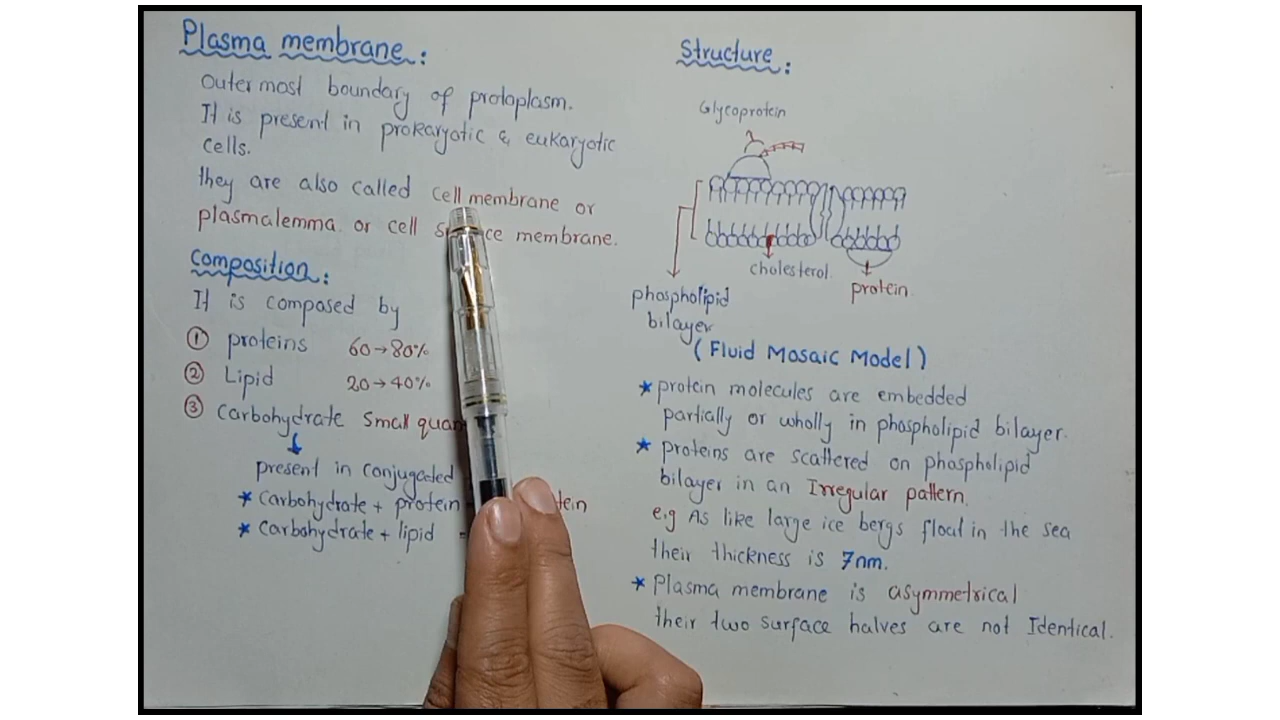 Plasma membrane:
Outer most boundary of protoplasm.
It is present in prokaryotic & eukaryotic
cells.
they are also called cell membrane or
plasmalemma or cell membrane.
Composition:
It is composed by
① proteins 60→80%
② Lipid 20→40%
③ Carbohydrate Small
present in conjugated
* Carbohydrate + protein
* Carbohydrate + lipid
Structure:
Glycoprotein
cholesterol
protein
phospholipid
bilayer
(Fluid Mosaic Model)
* protein molecules are embedded
partially or wholly in phospholipid bilayer.
* proteins are scattered on phospholipid
bilayer in an Irregular pattern.
e.g As like large ice bergs float in the sea
their thickness is 7nm.
* Plasma membrane is asymmetrical
their two surface halves are not Identical.